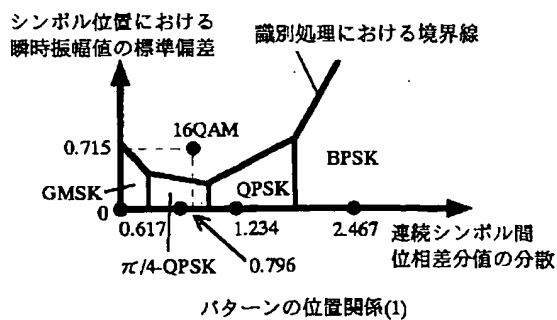 シンボル位置における
瞬時振幅値の標準偏差
識別処理における境界線
0.715
16QAM
BPSK
GMSK
QPSK
0
0.617
1.234
2.467
連続シンボル間
位相差分値の分散
π/4-QPSK
0.796
パターンの位置関係(1)